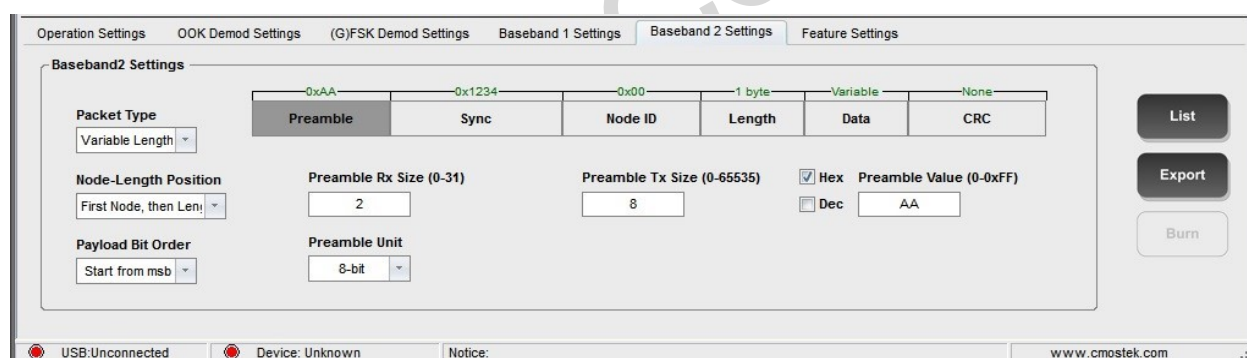 Operation Settings OOK Demod Settings (G)FSK Demod Settings Baseband 1 Settings Baseband 2 Settings Feature Settings
Baseband2 Settings
0xAA 0x1234 0x00 1 byte Variable None
Packet Type Preamble Sync Node ID Length Data CRC List
Variable Length
Node-Length Position Preamble Rx Size (0-31) Preamble Tx Size (0-65535) Hex Preamble Value (0-0xFF) Export
First Node, then Leng 2 8 Dec AA
Payload Bit Order Preamble Unit Burn
Start from msb 8-bit
USB:Unconnected Device: Unknown Notice: www.cmostek.com